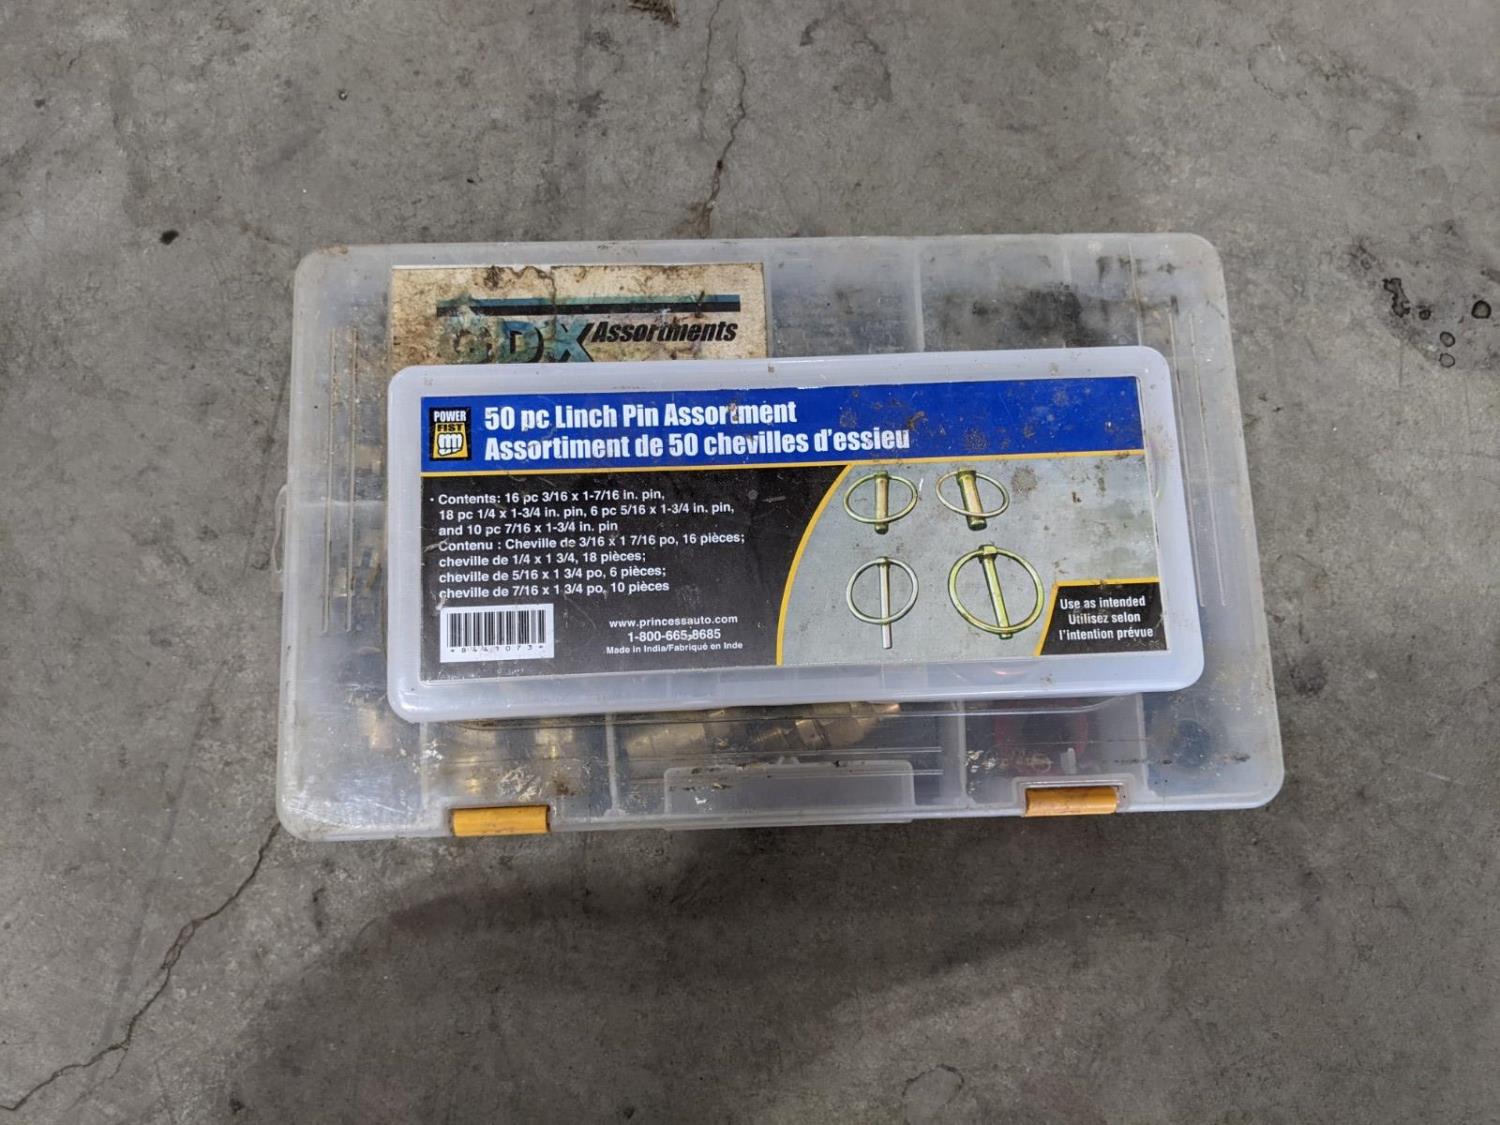 Assortments
POWER
FIST
50 pc Linch Pin Assortment
Assortiment de 50 chevilles d'essieu
• Contents: 16 pc 3/16 x 1-7/16 in. pin,
18 pc 1/4 x 1-3/4 in. pin, 6 pc 5/16 x 1-3/4 in. pin,
and 10 pc 7/16 x 1-3/4 in. pin
Contenu : Cheville de 3/16 x 1 7/16 po, 16 pièces;
cheville de 1/4 x 1 3/4, 18 pièces;
cheville de 5/16 x 1 3/4 po, 6 pièces;
cheville de 7/16 x 1 3/4 po, 10 pièces
*8441073*
www.princessauto.com
1-800-665-8685
Made in India/Fabriqué en Inde
Use as intended
Utilisez selon
l'intention prévue